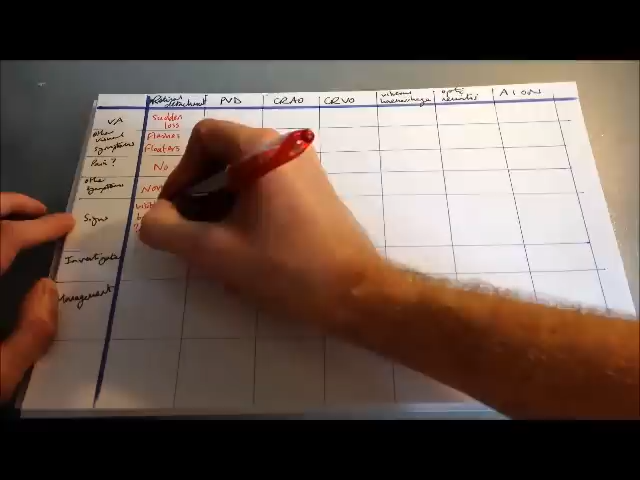 Retinal PVD CRAO CRVO vitreous optic AION
detachment haemorrhage neuritis
VA Sudden
loss
other Flashes
visual
symptoms Floaters
Pain? No
other
symptoms
Signs
Investigate
Management